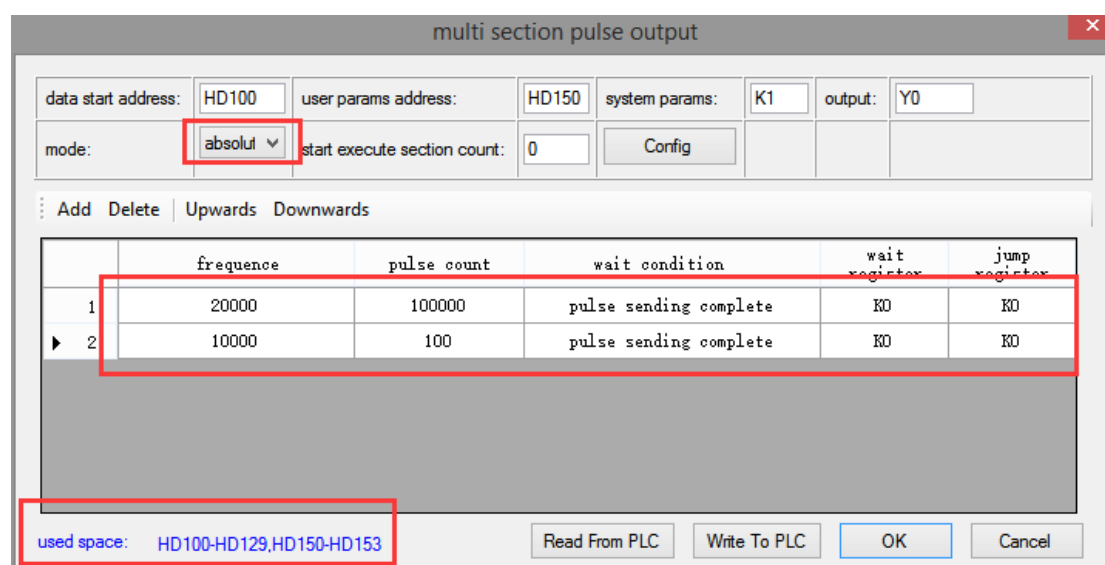 multi section pulse output
data start address: HD100 user params address: HD150 system params: K1 output: Y0
mode: absolut start execute section count: 0 Config
Add Delete Upwards Downwards
frequence pulse count wait condition wait register jump register
1 20000 100000 pulse sending complete K0 K0
2 10000 100 pulse sending complete K0 K0
used space: HD100-HD129,HD150-HD153 Read From PLC Write To PLC OK Cancel